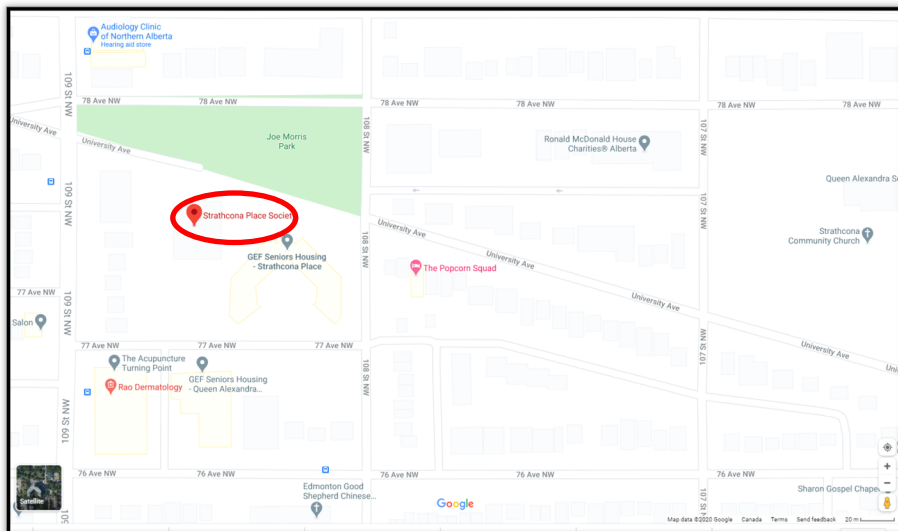 Audiology Clinic
of Northern Alberta
Hearing aid store
109 St NW
78 Ave NW
78 Ave NW
78 Ave NW
78 Ave NW
University Ave
University Ave
Joe Morris
Park
108 St NW
Ronald McDonald House
Charities® Alberta
107 St NW
Queen Alexandra S
109 St NW
Strathcona Place Societ
107 St NW
University Ave
Strathcona
Community Church
108 St NW
GEF Seniors Housing
- Strathcona Place
University Ave
The Popcorn Squad
77 Ave NW
109 St NW
University Ave
Salon
77 Ave NW
77 Ave NW
107 St NW
University Ave
Uni
The Acupuncture
Turning Point
108 St NW
Rao Dermatology
GEF Seniors Housing
- Queen Alexandra...
109 St NW
76 Ave NW
76 Ave NW
76 Ave NW
76 Ave NW
76 Ave NW
Satellite
Edmonton Good
Shepherd Chinese...
Google
107 St
Sharon Gospel Chape
Map data ©2020 Google Canada Terms Send feedback 20 m